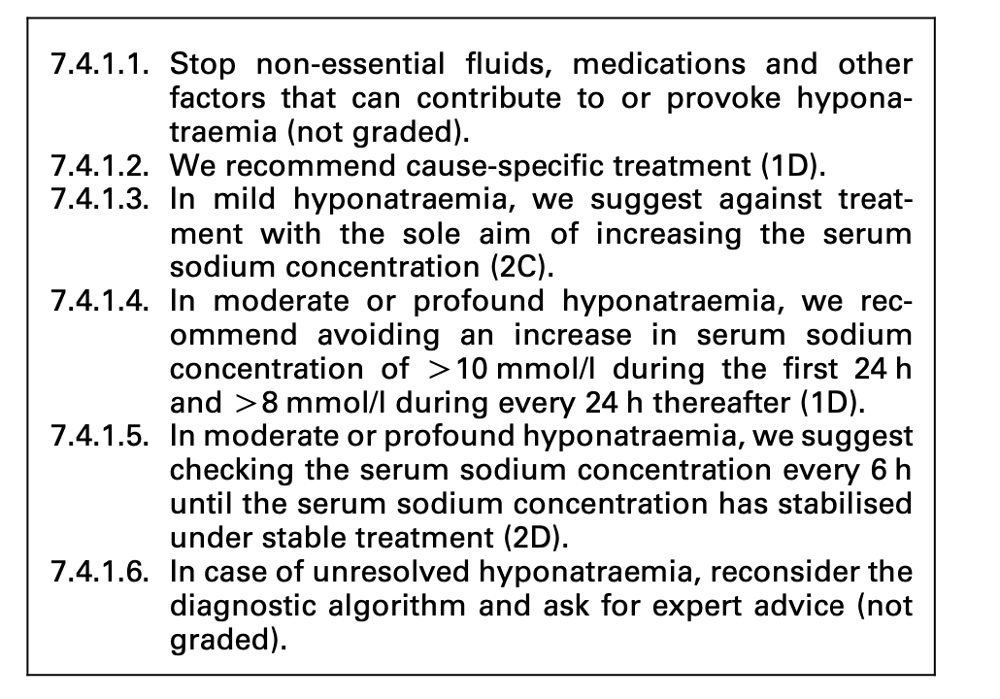 7.4.1.1. Stop non-essential fluids, medications and other
factors that can contribute to or provoke hypona-
traemia (not graded).
7.4.1.2. We recommend cause-specific treatment (1D).
7.4.1.3. In mild hyponatraemia, we suggest against treat-
ment with the sole aim of increasing the serum
sodium concentration (2C).
7.4.1.4. In moderate or profound hyponatraemia, we rec-
ommend avoiding an increase in serum sodium
concentration of >10 mmol/l during the first 24 h
and >8 mmol/l during every 24 h thereafter (1D).
7.4.1.5. In moderate or profound hyponatraemia, we suggest
checking the serum sodium concentration every 6 h
until the serum sodium concentration has stabilised
under stable treatment (2D).
7.4.1.6. In case of unresolved hyponatraemia, reconsider the
diagnostic algorithm and ask for expert advice (not
graded).